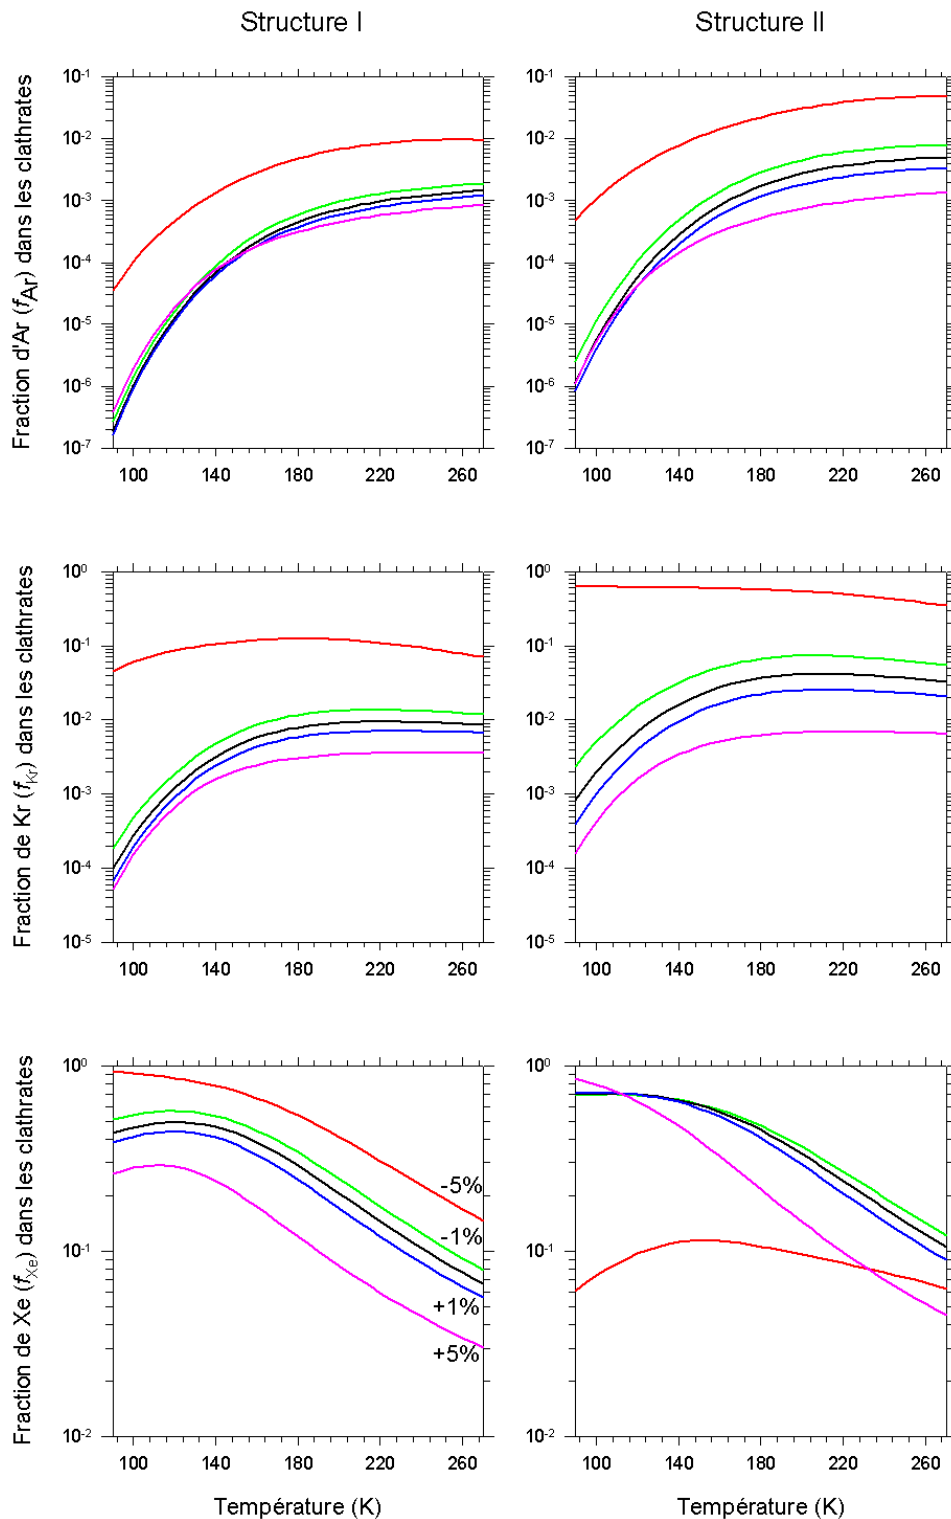 Structure I Structure II
Fraction d'Ar (f_Ar) dans les clathrates
10⁻¹ 10⁻¹
10⁻² 10⁻²
10⁻³ 10⁻³
10⁻⁴ 10⁻⁴
10⁻⁵ 10⁻⁵
10⁻⁶ 10⁻⁶
10⁻⁷ 10⁻⁷
100 140 180 220 260 100 140 180 220 260
Fraction de Kr (f_Kr) dans les clathrates
10⁰ 10⁰
10⁻¹ 10⁻¹
10⁻² 10⁻²
10⁻³ 10⁻³
10⁻⁴ 10⁻⁴
10⁻⁵ 10⁻⁵
100 140 180 220 260 100 140 180 220 260
Fraction de Xe (f_Xe) dans les clathrates
10⁰ 10⁰
-5%
-1%
10⁻¹ 10⁻¹
+1%
+5%
10⁻² 10⁻²
100 140 180 220 260 100 140 180 220 260
Température (K) Température (K)